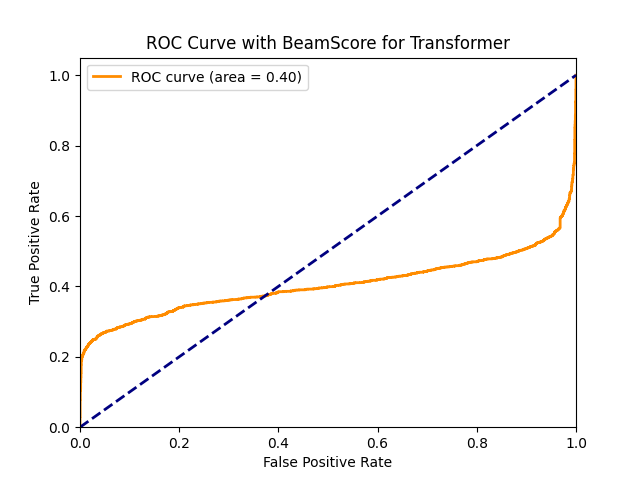 ROC Curve with BeamScore for Transformer
ROC curve (area = 0.40)
1.0
0.8
0.6
0.4
0.2
0.0
True Positive Rate
0.0 0.2 0.4 0.6 0.8 1.0
False Positive Rate